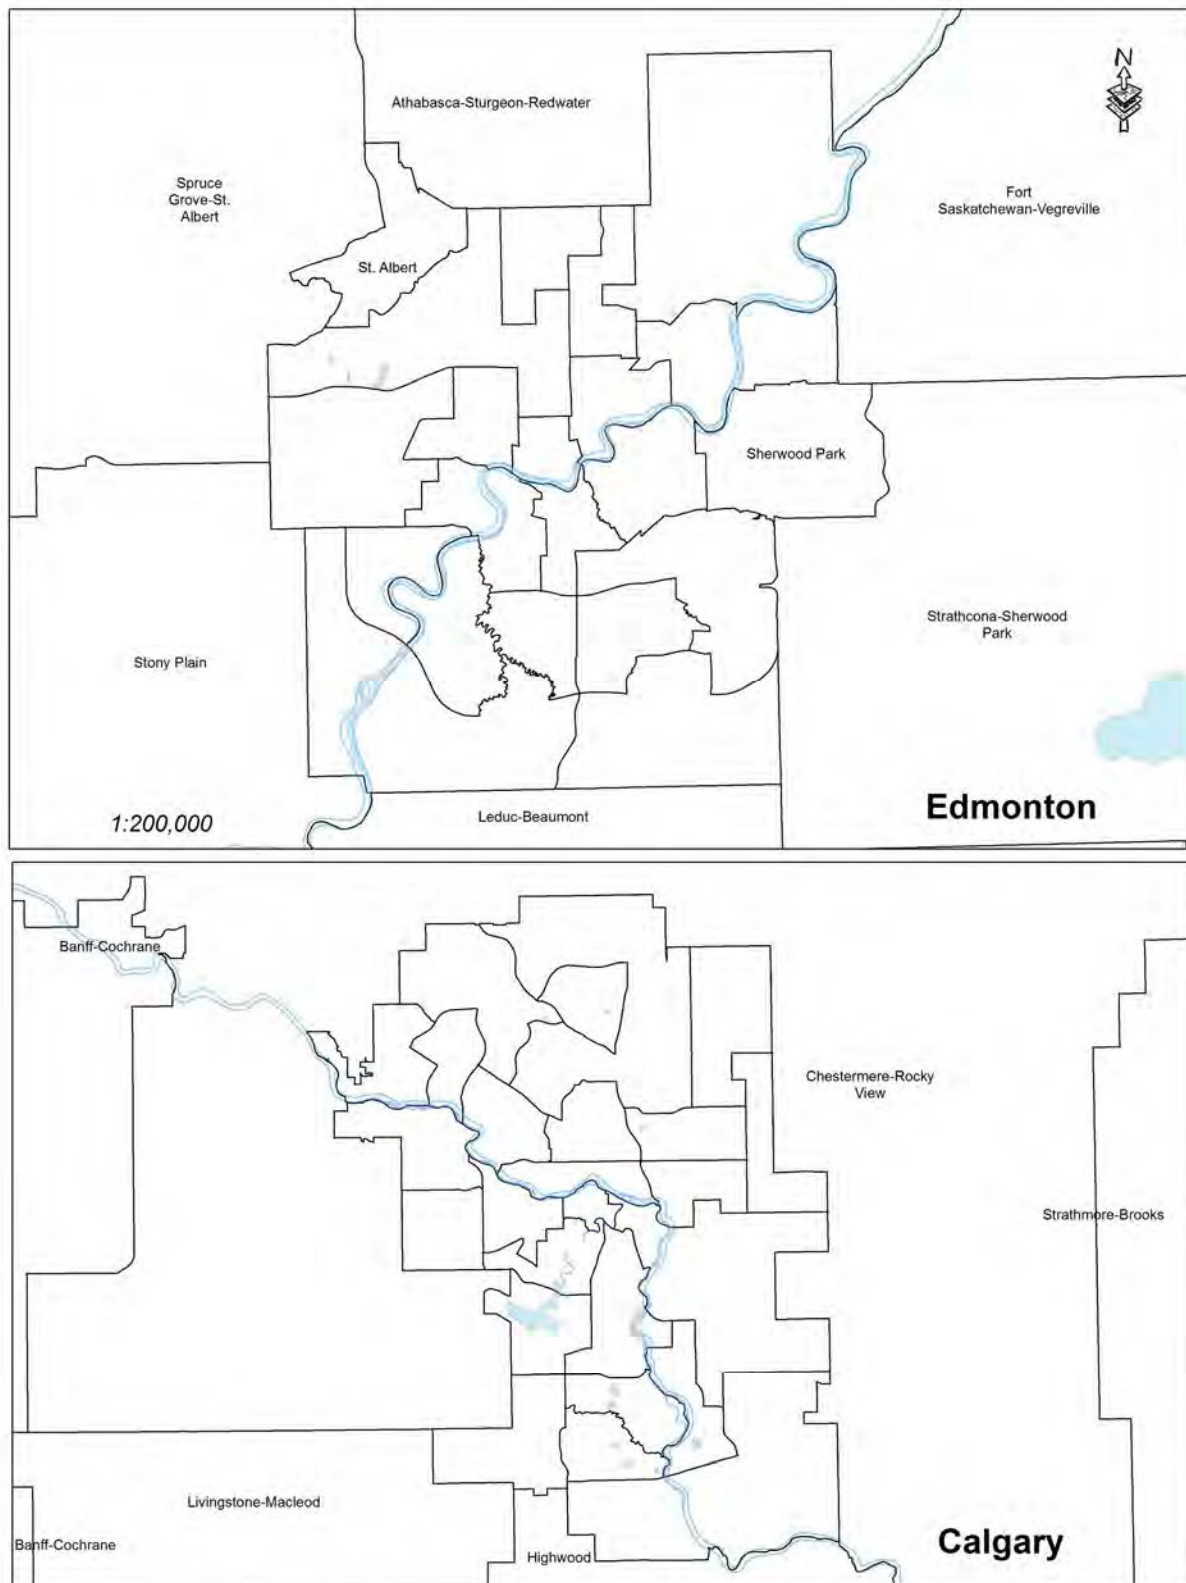 N
Athabasca-Sturgeon-Redwater
Spruce
Grove-St.
Albert
Fort
Saskatchewan-Vegreville
St. Albert
Sherwood Park
Strathcona-Sherwood
Park
Stony Plain
Edmonton
1:200,000
Leduc-Beaumont
Banff-Cochrane
Chestermere-Rocky
View
Strathmore-Brooks
Livingstone-Macleod
Banff-Cochrane
Highwood
Calgary